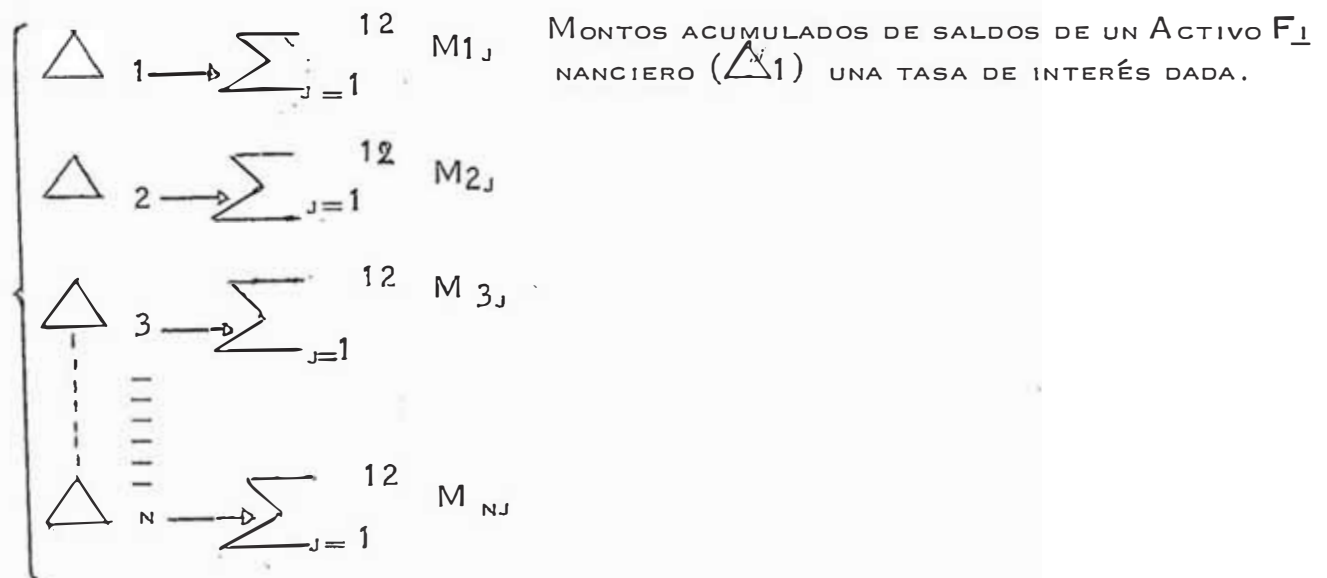 △ 1 → ∑ 12 J=1 M1J
MONTOS ACUMULADOS DE SALDOS DE UN ACTIVO FI
NANCIERO (△1) UNA TASA DE INTERÉS DADA.
△ 2 → ∑ 12 J=1 M2J
△ 3 → ∑ 12 J=1 M 3J
△ N → ∑ 12 J=1 M NJ